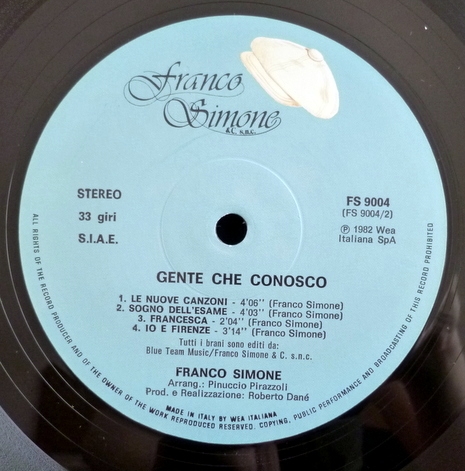 Franco
Simone
& C. s.n.c.
STEREO
33 giri
S.I.A.E.
FS 9004
(FS 9004/2)
Ⓟ 1982 Wea
Italiana SpA
GENTE CHE CONOSCO
1. LE NUOVE CANZONI - 4'06'' (Franco Simone)
2. SOGNO DELL'ESAME - 4'03'' (Franco Simone)
3. FRANCESCA - 2'04'' (Franco Simone)
4. IO E FIRENZE - 3'14'' (Franco Simone)
Tutti i brani sono editi da:
Blue Team Music/Franco Simone & C. s.n.c.
FRANCO SIMONE
Arrang.: Pinuccio Pirazzoli
Prod. e Realizzazione: Roberto Dané
MADE IN ITALY BY WEA ITALIANA
ALL RIGHTS OF THE RECORD PRODUCER AND OF THE OWNER OF THE WORK REPRODUCED RESERVED. COPYING, PUBLIC PERFORMANCE AND BROADCASTING OF THIS RECORD PROHIBITED